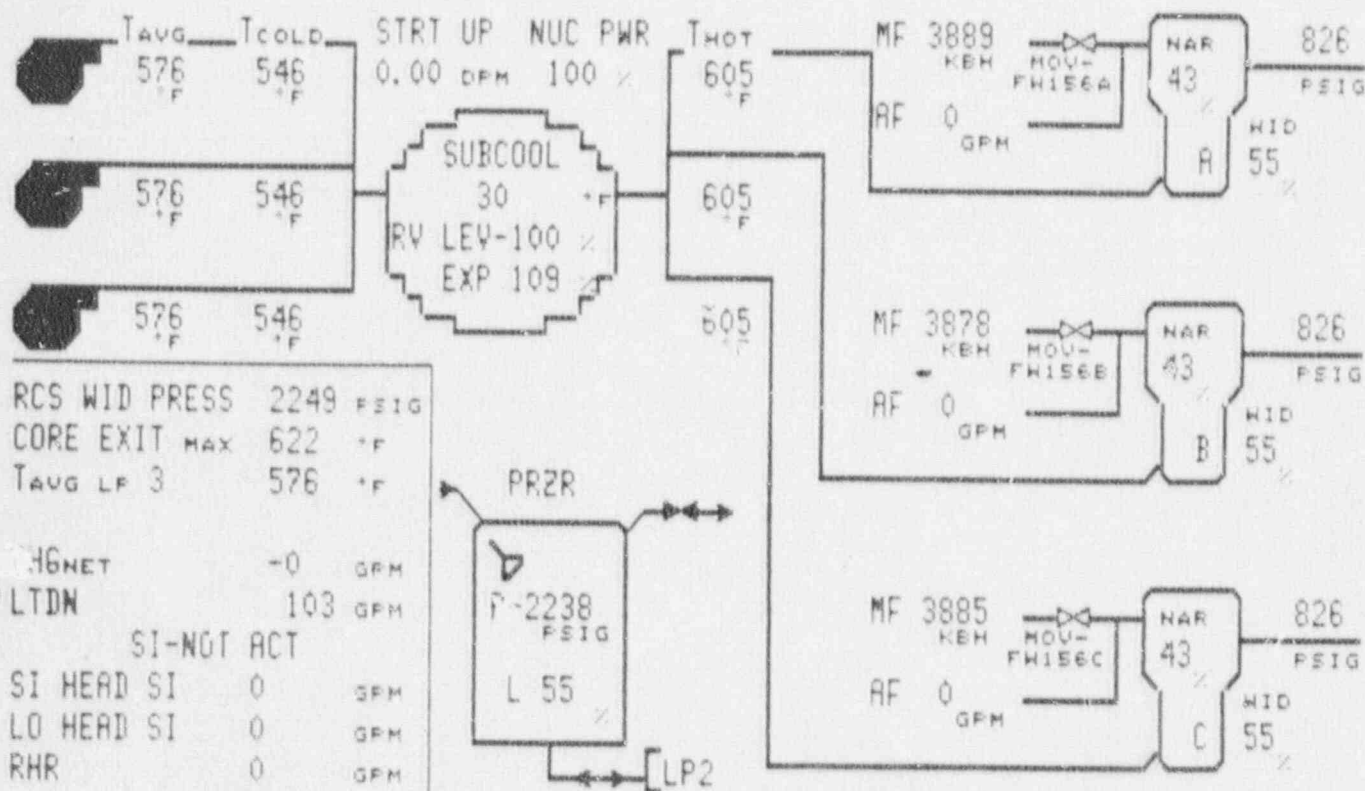 TAVG TCOLD STRT UP NUC PWR THOT
576 °F 546 °F 0.00 DPM 100 % 605 °F
MF 3889 KBH
MOV-FW156A
AF 0 GPM
NAR 43 %
A
WID 55 %
826 PSIG
SUBCOOL
30 °F
RV LEV-100 %
EXP 109 %
576 °F 546 °F 605 °F
576 °F 546 °F 605 °F
MF 3878 KBH
MOV-FW156B
AF 0 GPM
NAR 43 %
B
WID 55 %
826 PSIG
RCS WID PRESS 2249 PSIG
CORE EXIT MAX 622 °F
TAVG LP 3 576 °F
-0 GPM
LTDN 103 GPM
SI-NOT ACT
SI HEAD SI 0 GPM
LO HEAD SI 0 GPM
RHR 0 GPM
PRZR
2238 PSIG
L 55 %
LP2
MF 3885 KBH
MOV-FW156C
AF 0 GPM
NAR 43 %
C
WID 55 %
826 PSIG